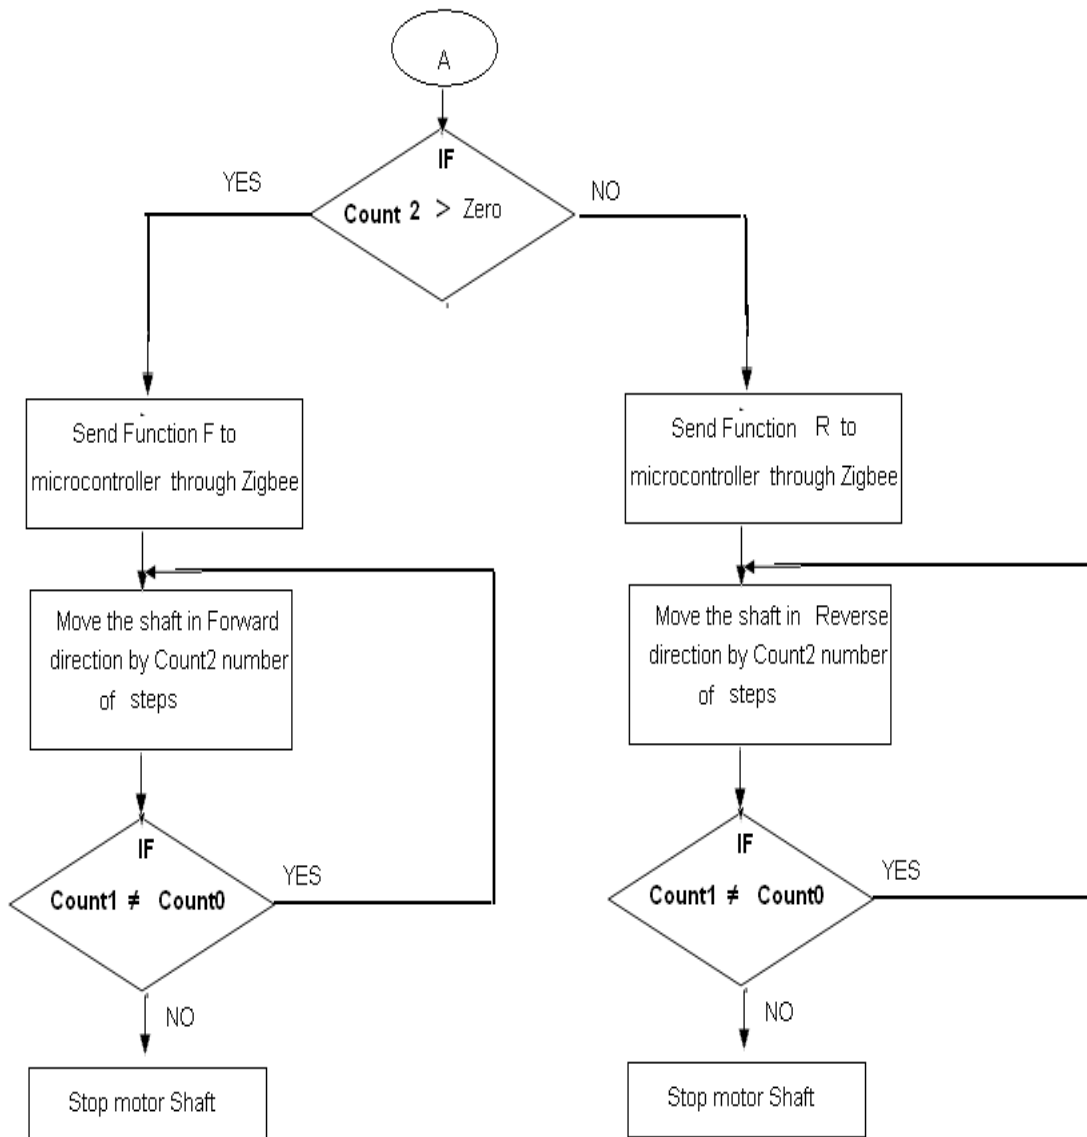 A
IF
Count 2 > Zero
YES
NO
Send Function F to
microcontroller through Zigbee
Move the shaft in Forward
direction by Count2 number
of steps
IF
Count1 ≠ Count0
YES
NO
Stop motor Shaft
Send Function R to
microcontroller through Zigbee
Move the shaft in Reverse
direction by Count2 number
of steps
IF
Count1 ≠ Count0
YES
NO
Stop motor Shaft